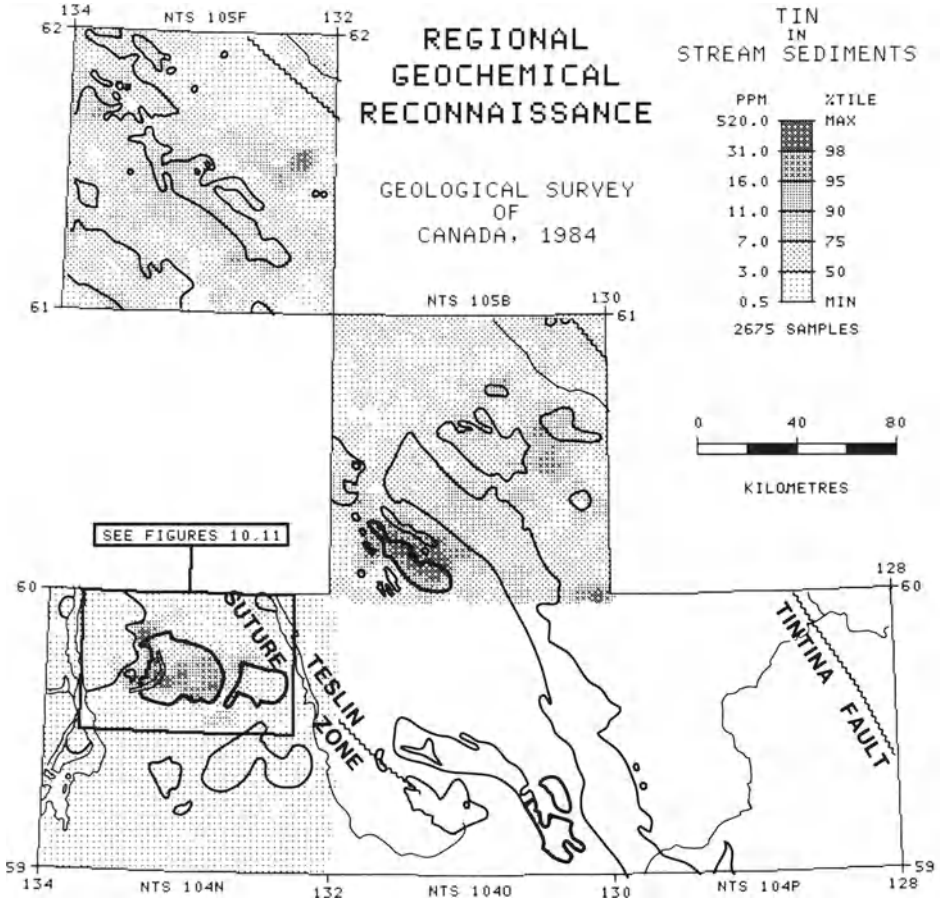 134
NTS 105F
132
62
62
REGIONAL
GEOCHEMICAL
RECONNAISSANCE
GEOLOGICAL SURVEY
OF
CANADA, 1984
TIN
IN
STREAM SEDIMENTS
PPM %TILE
520.0 MAX
31.0 98
16.0 95
11.0 90
7.0 75
3.0 50
0.5 MIN
2675 SAMPLES
61
NTS 105B
130
61
0 40 80
KILOMETRES
SEE FIGURES 10,11
60
128
60
SUTURE
TESLIN
ZONE
TINTINA
FAULT
59
59
134
NTS 104N
132
NTS 104O
130
NTS 104P
128